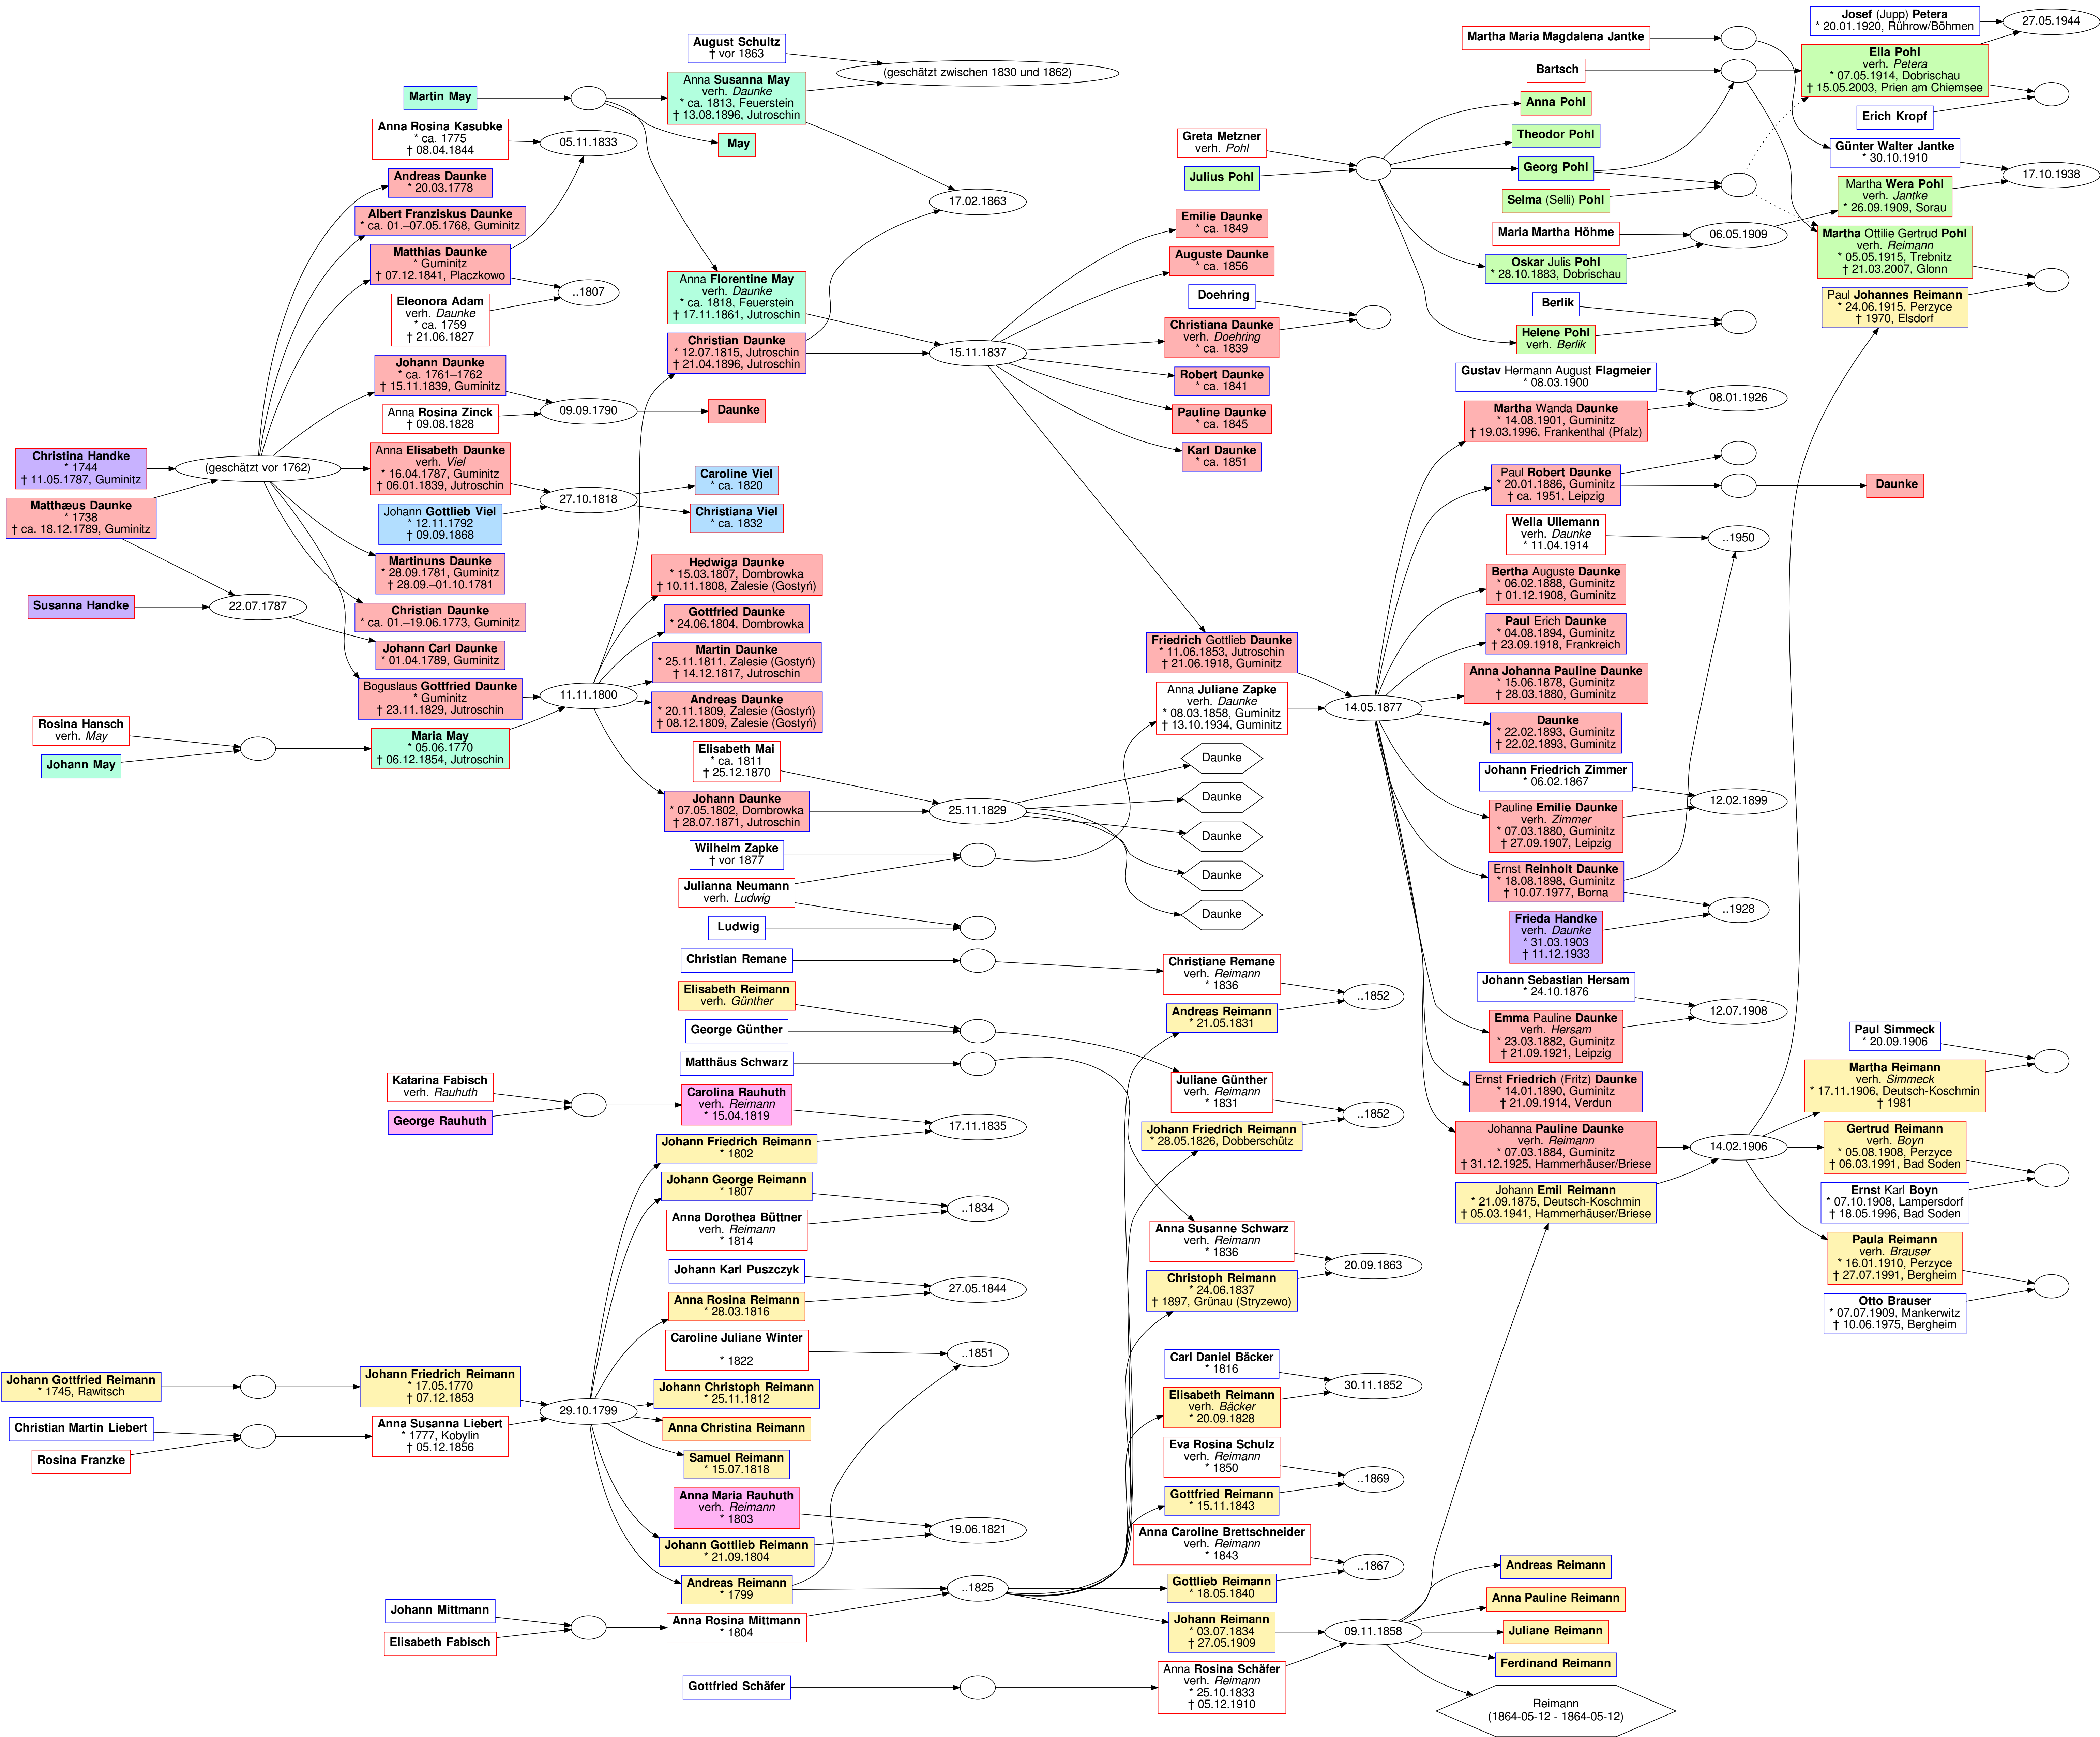 Christina Handke
* 1744
† 11.05.1787, Guminitz
Matthæus Daunke
* 1738
† ca. 18.12.1789, Guminitz
Susanna Handke
Rosina Hansch
verh. May
Johann May
Johann Gottfried Reimann
* 1745, Rawitsch
Christian Martin Liebert
Rosina Franzke
(geschätzt vor 1762)
22.07.1787
Martin May
Anna Rosina Kasubke
* ca. 1775
† 08.04.1844
Andreas Daunke
* 20.03.1778
Albert Franziskus Daunke
* ca. 01.–07.05.1768, Guminitz
Matthias Daunke
* Guminitz
† 07.12.1841, Placzkowo
Eleonora Adam
verh. Daunke
* ca. 1759
† 21.06.1827
Johann Daunke
* ca. 1761–1762
† 15.11.1839, Guminitz
Anna Rosina Zinck
† 09.08.1828
Anna Elisabeth Daunke
verh. Viel
* 16.04.1787, Guminitz
† 06.01.1839, Jutroschin
Johann Gottlieb Viel
* 12.11.1792
† 09.09.1868
Martinuns Daunke
* 28.09.1781, Guminitz
† 28.09.–01.10.1781
Christian Daunke
* ca. 01.–19.06.1773, Guminitz
Johann Carl Daunke
* 01.04.1789, Guminitz
Boguslaus Gottfried Daunke
* Guminitz
† 23.11.1829, Jutroschin
Maria May
* 05.06.1770
† 06.12.1854, Jutroschin
Katarina Fabisch
verh. Rauhuth
George Rauhuth
Johann Friedrich Reimann
* 17.05.1770
† 07.12.1853
Anna Susanna Liebert
* 1777, Kobylin
† 05.12.1856
Johann Mittmann
Elisabeth Fabisch
05.11.1833
..1807
09.09.1790
27.10.1818
11.11.1800
29.10.1799
August Schultz
† vor 1863
Anna Susanna May
verh. Daunke
* ca. 1813, Feuerstein
† 13.08.1896, Jutroschin
May
Anna Florentine May
verh. Daunke
* ca. 1818, Feuerstein
† 17.11.1861, Jutroschin
Christian Daunke
* 12.07.1815, Jutroschin
† 21.04.1896, Jutroschin
Daunke
Caroline Viel
* ca. 1820
Christiana Viel
* ca. 1832
Hedwiga Daunke
* 15.03.1807, Dombrowka
† 10.11.1808, Zalesie (Gostyń)
Gottfried Daunke
* 24.06.1804, Dombrowka
Martin Daunke
* 25.11.1811, Zalesie (Gostyń)
† 14.12.1817, Jutroschin
Andreas Daunke
* 20.11.1809, Zalesie (Gostyń)
† 08.12.1809, Zalesie (Gostyń)
Elisabeth Mai
* ca. 1811
† 25.12.1870
Johann Daunke
* 07.05.1802, Dombrowka
† 28.07.1871, Jutroschin
Wilhelm Zapke
† vor 1877
Julianna Neumann
verh. Ludwig
Ludwig
Christian Remane
Elisabeth Reimann
verh. Günther
George Günther
Matthäus Schwarz
Carolina Rauhuth
verh. Reimann
* 15.04.1819
Johann Friedrich Reimann
* 1802
Johann George Reimann
* 1807
Anna Dorothea Büttner
verh. Reimann
* 1814
Johann Karl Puszczyk
Anna Rosina Reimann
* 28.03.1816
Caroline Juliane Winter
* 1822
Johann Christoph Reimann
* 25.11.1812
Anna Christina Reimann
Samuel Reimann
* 15.07.1818
Anna Maria Rauhuth
verh. Reimann
* 1803
Johann Gottlieb Reimann
* 21.09.1804
Andreas Reimann
* 1799
Anna Rosina Mittmann
* 1804
Gottfried Schäfer
(geschätzt zwischen 1830 und 1862)
17.02.1863
15.11.1837
25.11.1829
17.11.1835
..1834
27.05.1844
..1851
19.06.1821
..1825
Greta Metzner
verh. Pohl
Julius Pohl
Emilie Daunke
* ca. 1849
Auguste Daunke
* ca. 1856
Doehring
Christiana Daunke
verh. Doehring
* ca. 1839
Robert Daunke
* ca. 1841
Pauline Daunke
* ca. 1845
Karl Daunke
* ca. 1851
Friedrich Gottlieb Daunke
* 11.06.1853, Jutroschin
† 21.06.1918, Guminitz
Anna Juliane Zapke
verh. Daunke
* 08.03.1858, Guminitz
† 13.10.1934, Guminitz
Daunke
Daunke
Daunke
Daunke
Daunke
Christiane Remane
verh. Reimann
* 1836
Andreas Reimann
* 21.05.1831
Juliane Günther
verh. Reimann
* 1831
Johann Friedrich Reimann
* 28.05.1826, Dobberschütz
Anna Susanne Schwarz
verh. Reimann
* 1836
Christoph Reimann
* 24.06.1837
† 1897, Grünau (Stryzewo)
Carl Daniel Bäcker
* 1816
Elisabeth Reimann
verh. Bäcker
* 20.09.1828
Eva Rosina Schulz
verh. Reimann
* 1850
Gottfried Reimann
* 15.11.1843
Anna Caroline Brettschneider
verh. Reimann
* 1843
Gottlieb Reimann
* 18.05.1840
Johann Reimann
* 03.07.1834
† 27.05.1909
Anna Rosina Schäfer
verh. Reimann
* 25.10.1833
† 05.12.1910
14.05.1877
..1852
..1852
20.09.1863
30.11.1852
..1869
..1867
09.11.1858
Martha Maria Magdalena Jantke
Bartsch
Anna Pohl
Theodor Pohl
Georg Pohl
Selma (Selli) Pohl
Maria Martha Höhme
Oskar Julis Pohl
* 28.10.1883, Dobrischau
Berlik
Helene Pohl
verh. Berlik
Gustav Hermann August Flagmeier
* 08.03.1900
Martha Wanda Daunke
* 14.08.1901, Guminitz
† 19.03.1996, Frankenthal (Pfalz)
Paul Robert Daunke
* 20.01.1886, Guminitz
† ca. 1951, Leipzig
Wella Ullemann
verh. Daunke
* 11.04.1914
Bertha Auguste Daunke
* 06.02.1888, Guminitz
† 01.12.1908, Guminitz
Paul Erich Daunke
* 04.08.1894, Guminitz
† 23.09.1918, Frankreich
Anna Johanna Pauline Daunke
* 15.06.1878, Guminitz
† 28.03.1880, Guminitz
Daunke
* 22.02.1893, Guminitz
† 22.02.1893, Guminitz
Johann Friedrich Zimmer
* 06.02.1867
Pauline Emilie Daunke
verh. Zimmer
* 07.03.1880, Guminitz
† 27.09.1907, Leipzig
Ernst Reinholt Daunke
* 18.08.1898, Guminitz
† 10.07.1977, Borna
Frieda Handke
verh. Daunke
* 31.03.1903
† 11.12.1933
Johann Sebastian Hersam
* 24.10.1876
Emma Pauline Daunke
verh. Hersam
* 23.03.1882, Guminitz
† 21.09.1921, Leipzig
Ernst Friedrich (Fritz) Daunke
* 14.01.1890, Guminitz
† 21.09.1914, Verdun
Johanna Pauline Daunke
verh. Reimann
* 07.03.1884, Guminitz
† 31.12.1925, Hammerhäuser/Briese
Johann Emil Reimann
* 21.09.1875, Deutsch-Koschmin
† 05.03.1941, Hammerhäuser/Briese
Andreas Reimann
Anna Pauline Reimann
Juliane Reimann
Ferdinand Reimann
Reimann
(1864-05-12 - 1864-05-12)
06.05.1909
08.01.1926
..1950
12.02.1899
..1928
12.07.1908
14.02.1906
Josef (Jupp) Petera
* 20.01.1920, Rührow/Böhmen
Ella Pohl
verh. Petera
* 07.05.1914, Dobrischau
† 15.05.2003, Prien am Chiemsee
Erich Kropf
Günter Walter Jantke
* 30.10.1910
Martha Wera Pohl
verh. Jantke
* 26.09.1909, Sorau
Martha Ottilie Gertrud Pohl
verh. Reimann
* 05.05.1915, Trebnitz
† 21.03.2007, Glonn
Paul Johannes Reimann
* 24.06.1915, Perzyce
† 1970, Elsdorf
Daunke
Paul Simmeck
* 20.09.1906
Martha Reimann
verh. Simmeck
* 17.11.1906, Deutsch-Koschmin
† 1981
Gertrud Reimann
verh. Boyn
* 05.08.1908, Perzyce
† 06.03.1991, Bad Soden
Ernst Karl Boyn
* 07.10.1908, Lampersdorf
† 18.05.1996, Bad Soden
Paula Reimann
verh. Brauser
* 16.01.1910, Perzyce
† 27.07.1991, Bergheim
Otto Brauser
* 07.07.1909, Mankerwitz
† 10.06.1975, Bergheim
27.05.1944
17.10.1938